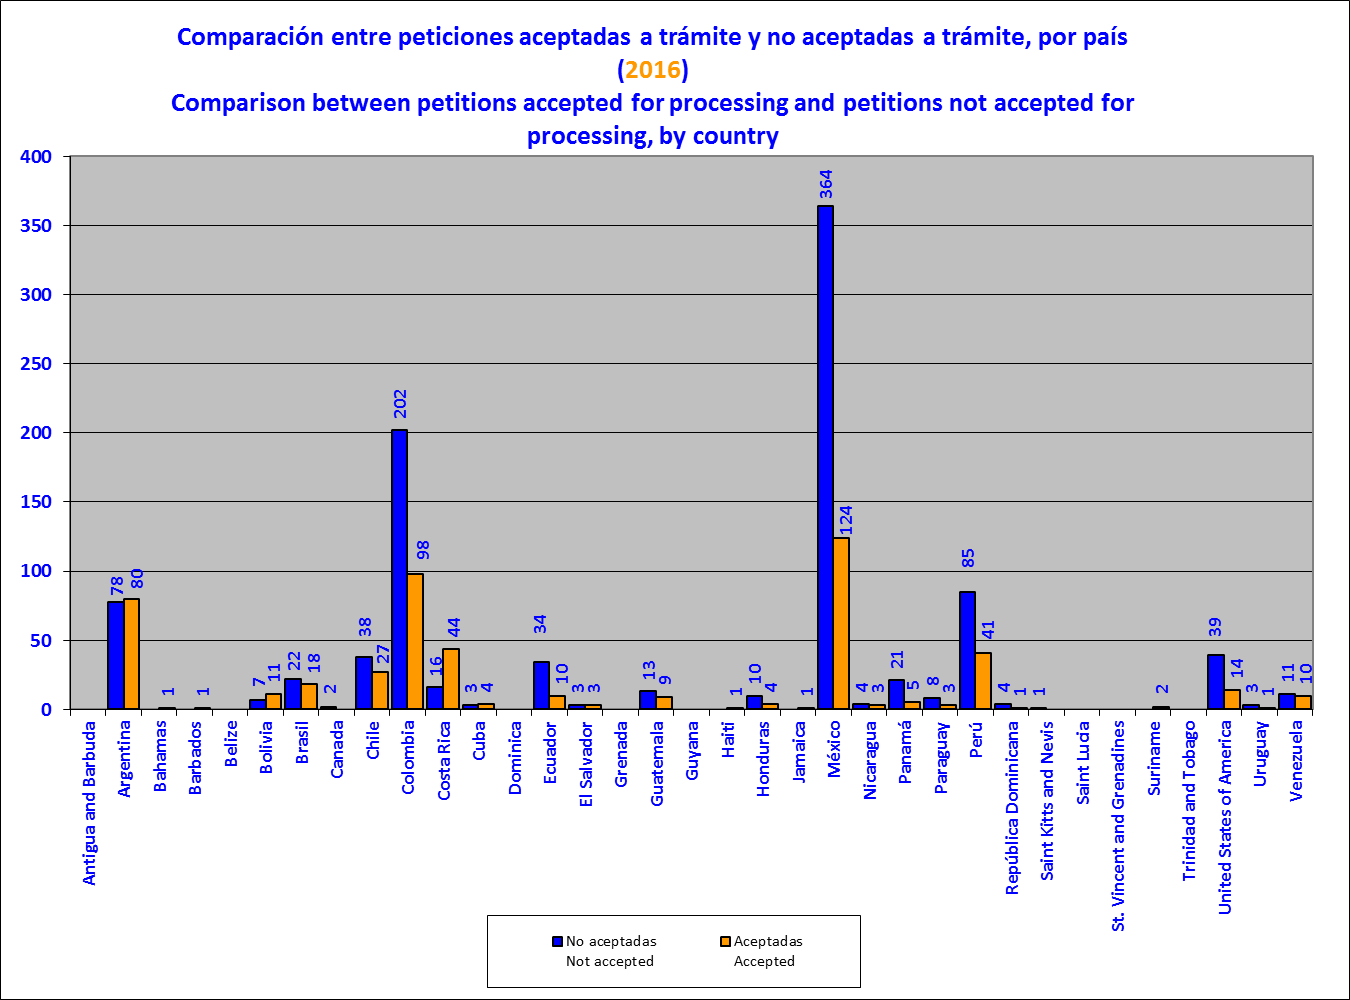 Comparación entre peticiones aceptadas a trámite y no aceptadas a trámite, por país
(2016)
Comparison between petitions accepted for processing and petitions not accepted for
processing, by country
400
350
300
250
200
150
100
50
0
78
80
1
1
7
11
22
18
2
38
27
202
98
16
44
3
4
34
10
3
3
13
9
1
10
4
1
364
124
4
3
21
5
8
3
85
41
4
1
1
2
39
14
3
1
11
10
Antigua and Barbuda
Argentina
Bahamas
Barbados
Belize
Bolivia
Brasil
Canada
Chile
Colombia
Costa Rica
Cuba
Dominica
Ecuador
El Salvador
Grenada
Guatemala
Guyana
Haiti
Honduras
Jamaica
México
Nicaragua
Panamá
Paraguay
Perú
República Dominicana
Saint Kitts and Nevis
Saint Lucia
St. Vincent and Grenadines
Suriname
Trinidad and Tobago
United States of America
Uruguay
Venezuela
No aceptadas
Not accepted
Aceptadas
Accepted